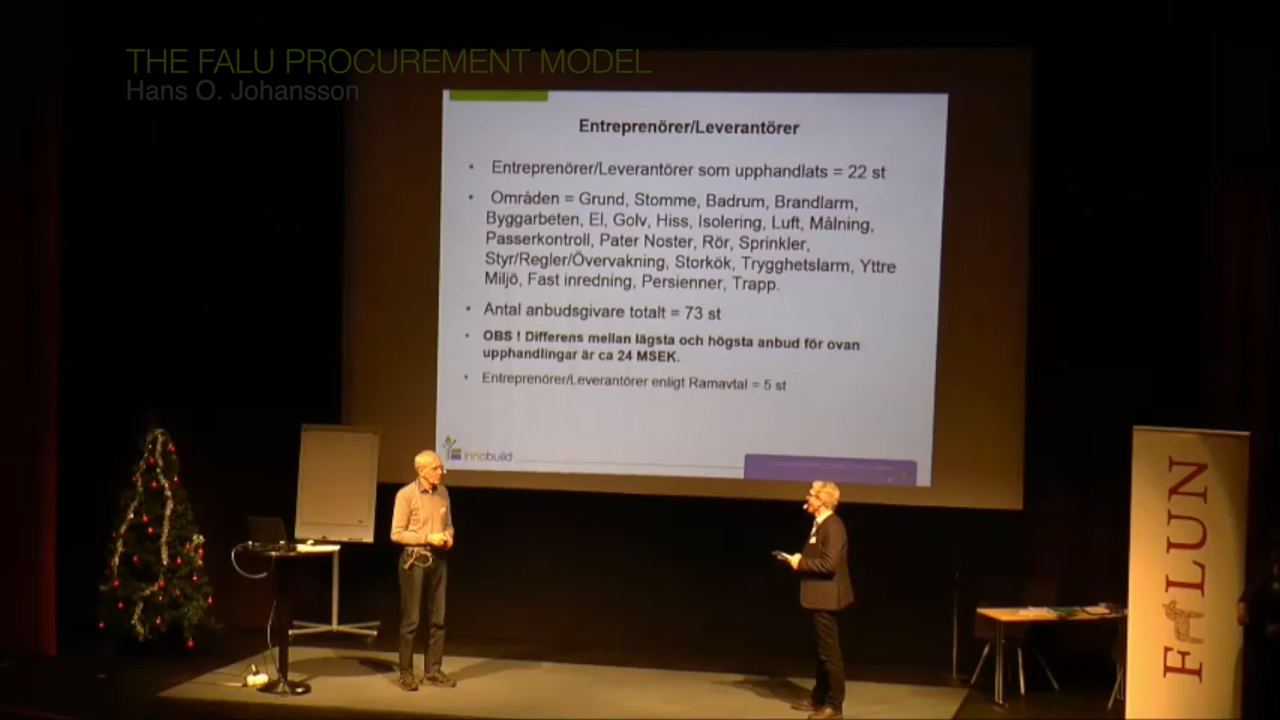 THE FALU PROCUREMENT MODEL
Hans O. Johansson
Entreprenörer/Leverantörer
• Entreprenörer/Leverantörer som upphandlats = 22 st
• Områden = Grund, Stomme, Badrum, Brandlarm,
Byggarbeten, El, Golv, Hiss, Isolering, Luft, Målning,
Passerkontroll, Pater Noster, Rör, Sprinkler,
Styr/Regler/Övervakning, Storkök, Trygghetslarm, Yttre
Miljö, Fast inredning, Persienner, Trapp.
• Antal anbudsgivare totalt = 73 st
• OBS ! Differens mellan lägsta och högsta anbud för ovan
upphandlingar är ca 24 MSEK.
• Entreprenörer/Leverantörer enligt Ramavtal = 5 st
innobuild
FALUN